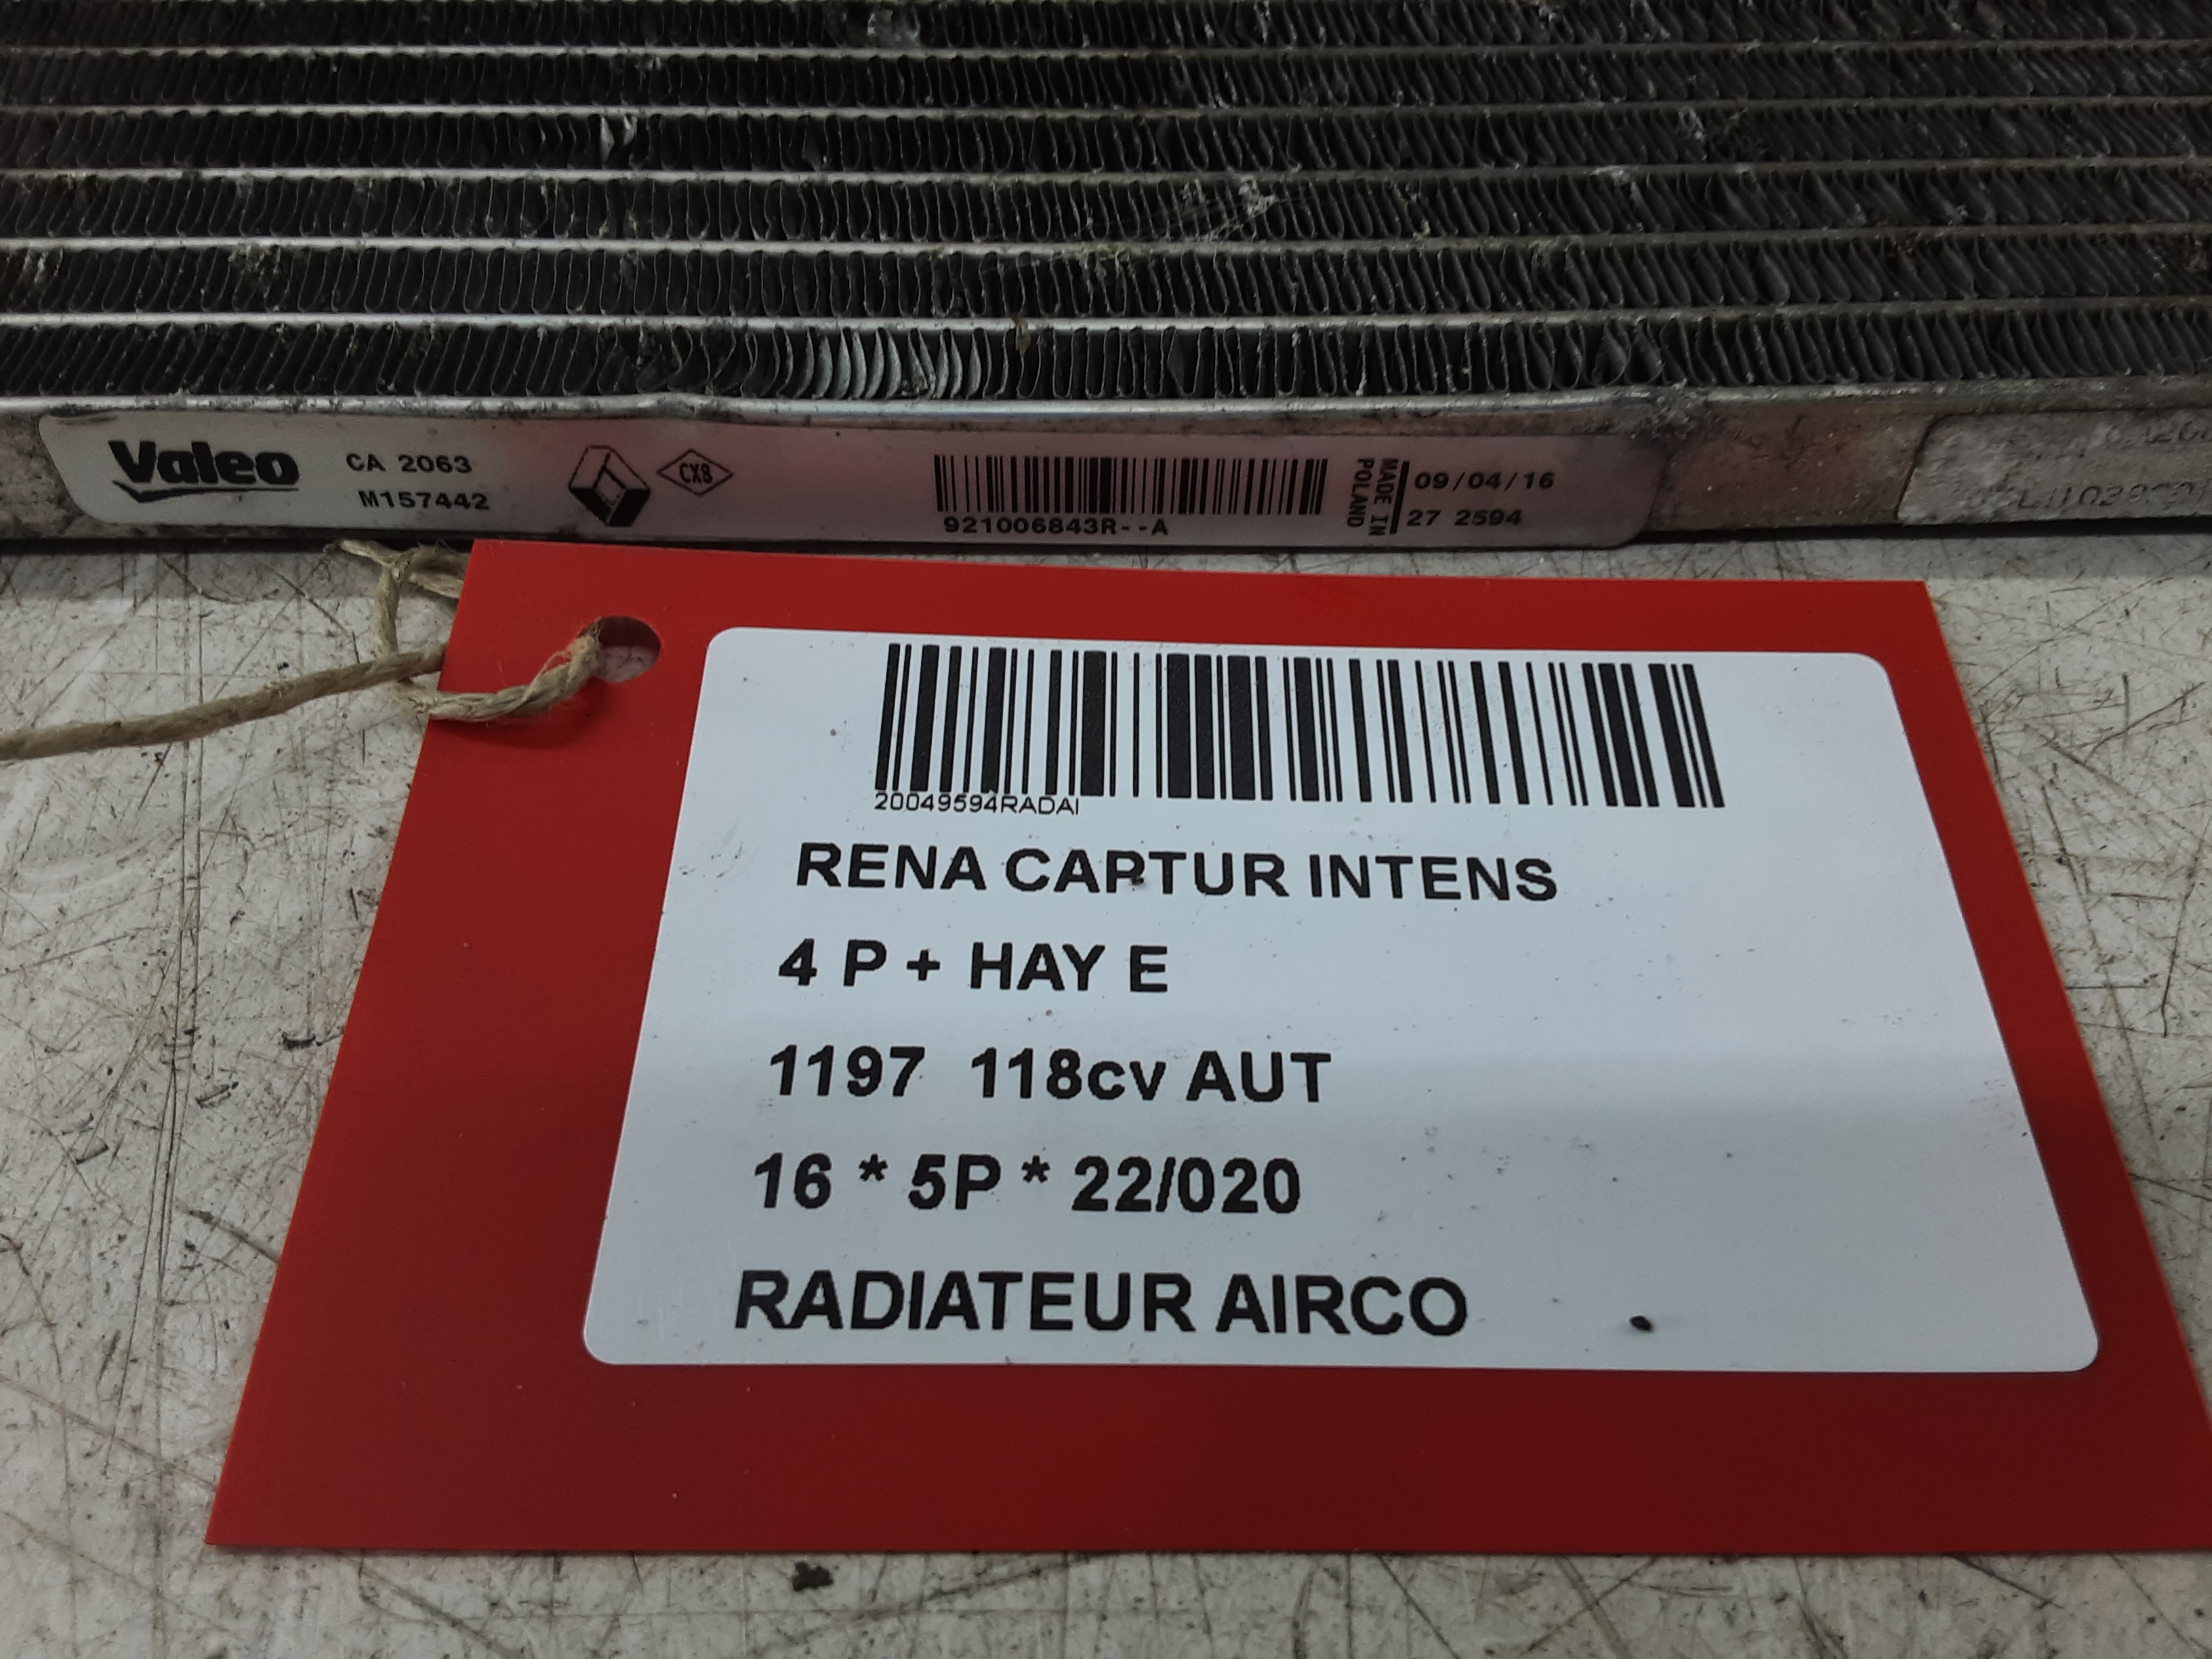 Valeo
CA 2063
M157442
CX8
921006843R--A
MADE IN
POLAND
09/04/16
27 2594
20049594RADAI
RENA CAPTUR INTENS
4 P + HAY E
1197 118cv AUT
16 * 5P * 22/020
RADIATEUR AIRCO